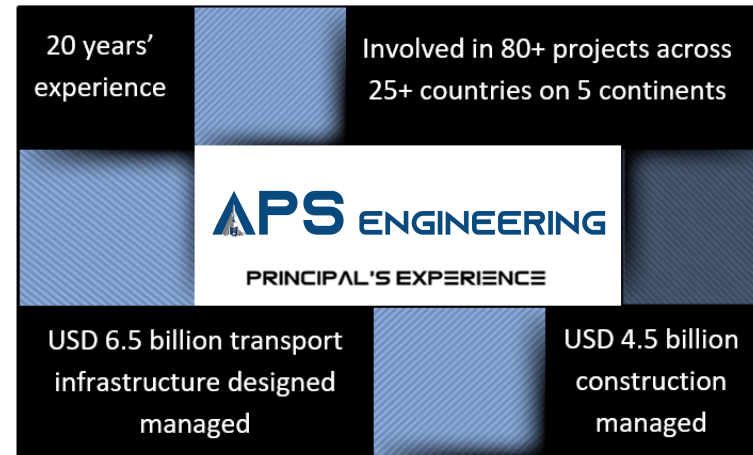 20 years’
experience
Involved in 80+ projects across
25+ countries on 5 continents
APS ENGINEERING
PRINCIPAL'S EXPERIENCE
USD 6.5 billion transport
infrastructure designed
managed
USD 4.5 billion
construction
managed